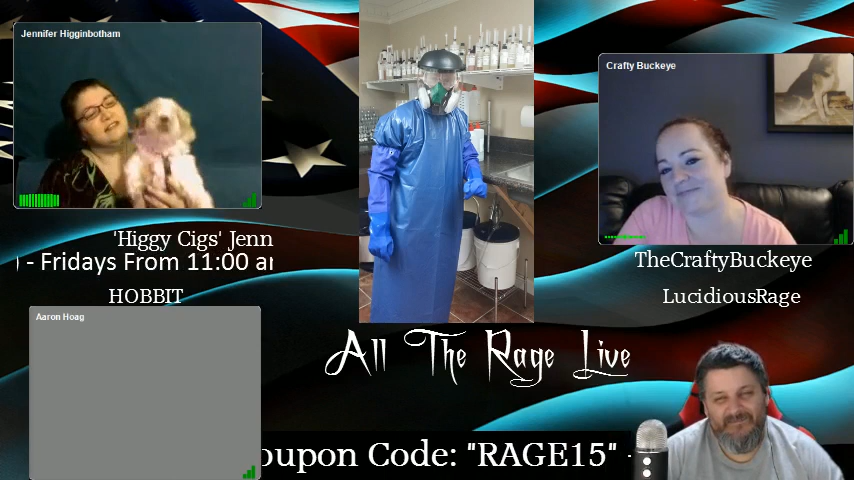 Jennifer Higginbotham
Crafty Buckeye
'Higgy Cigs' Jenn
- Fridays From 11:00
TheCraftyBuckeye
HOBBIT
LucidiousRage
Aaron Hoag
All The Rage Live
oupon Code: "RAGE15" -